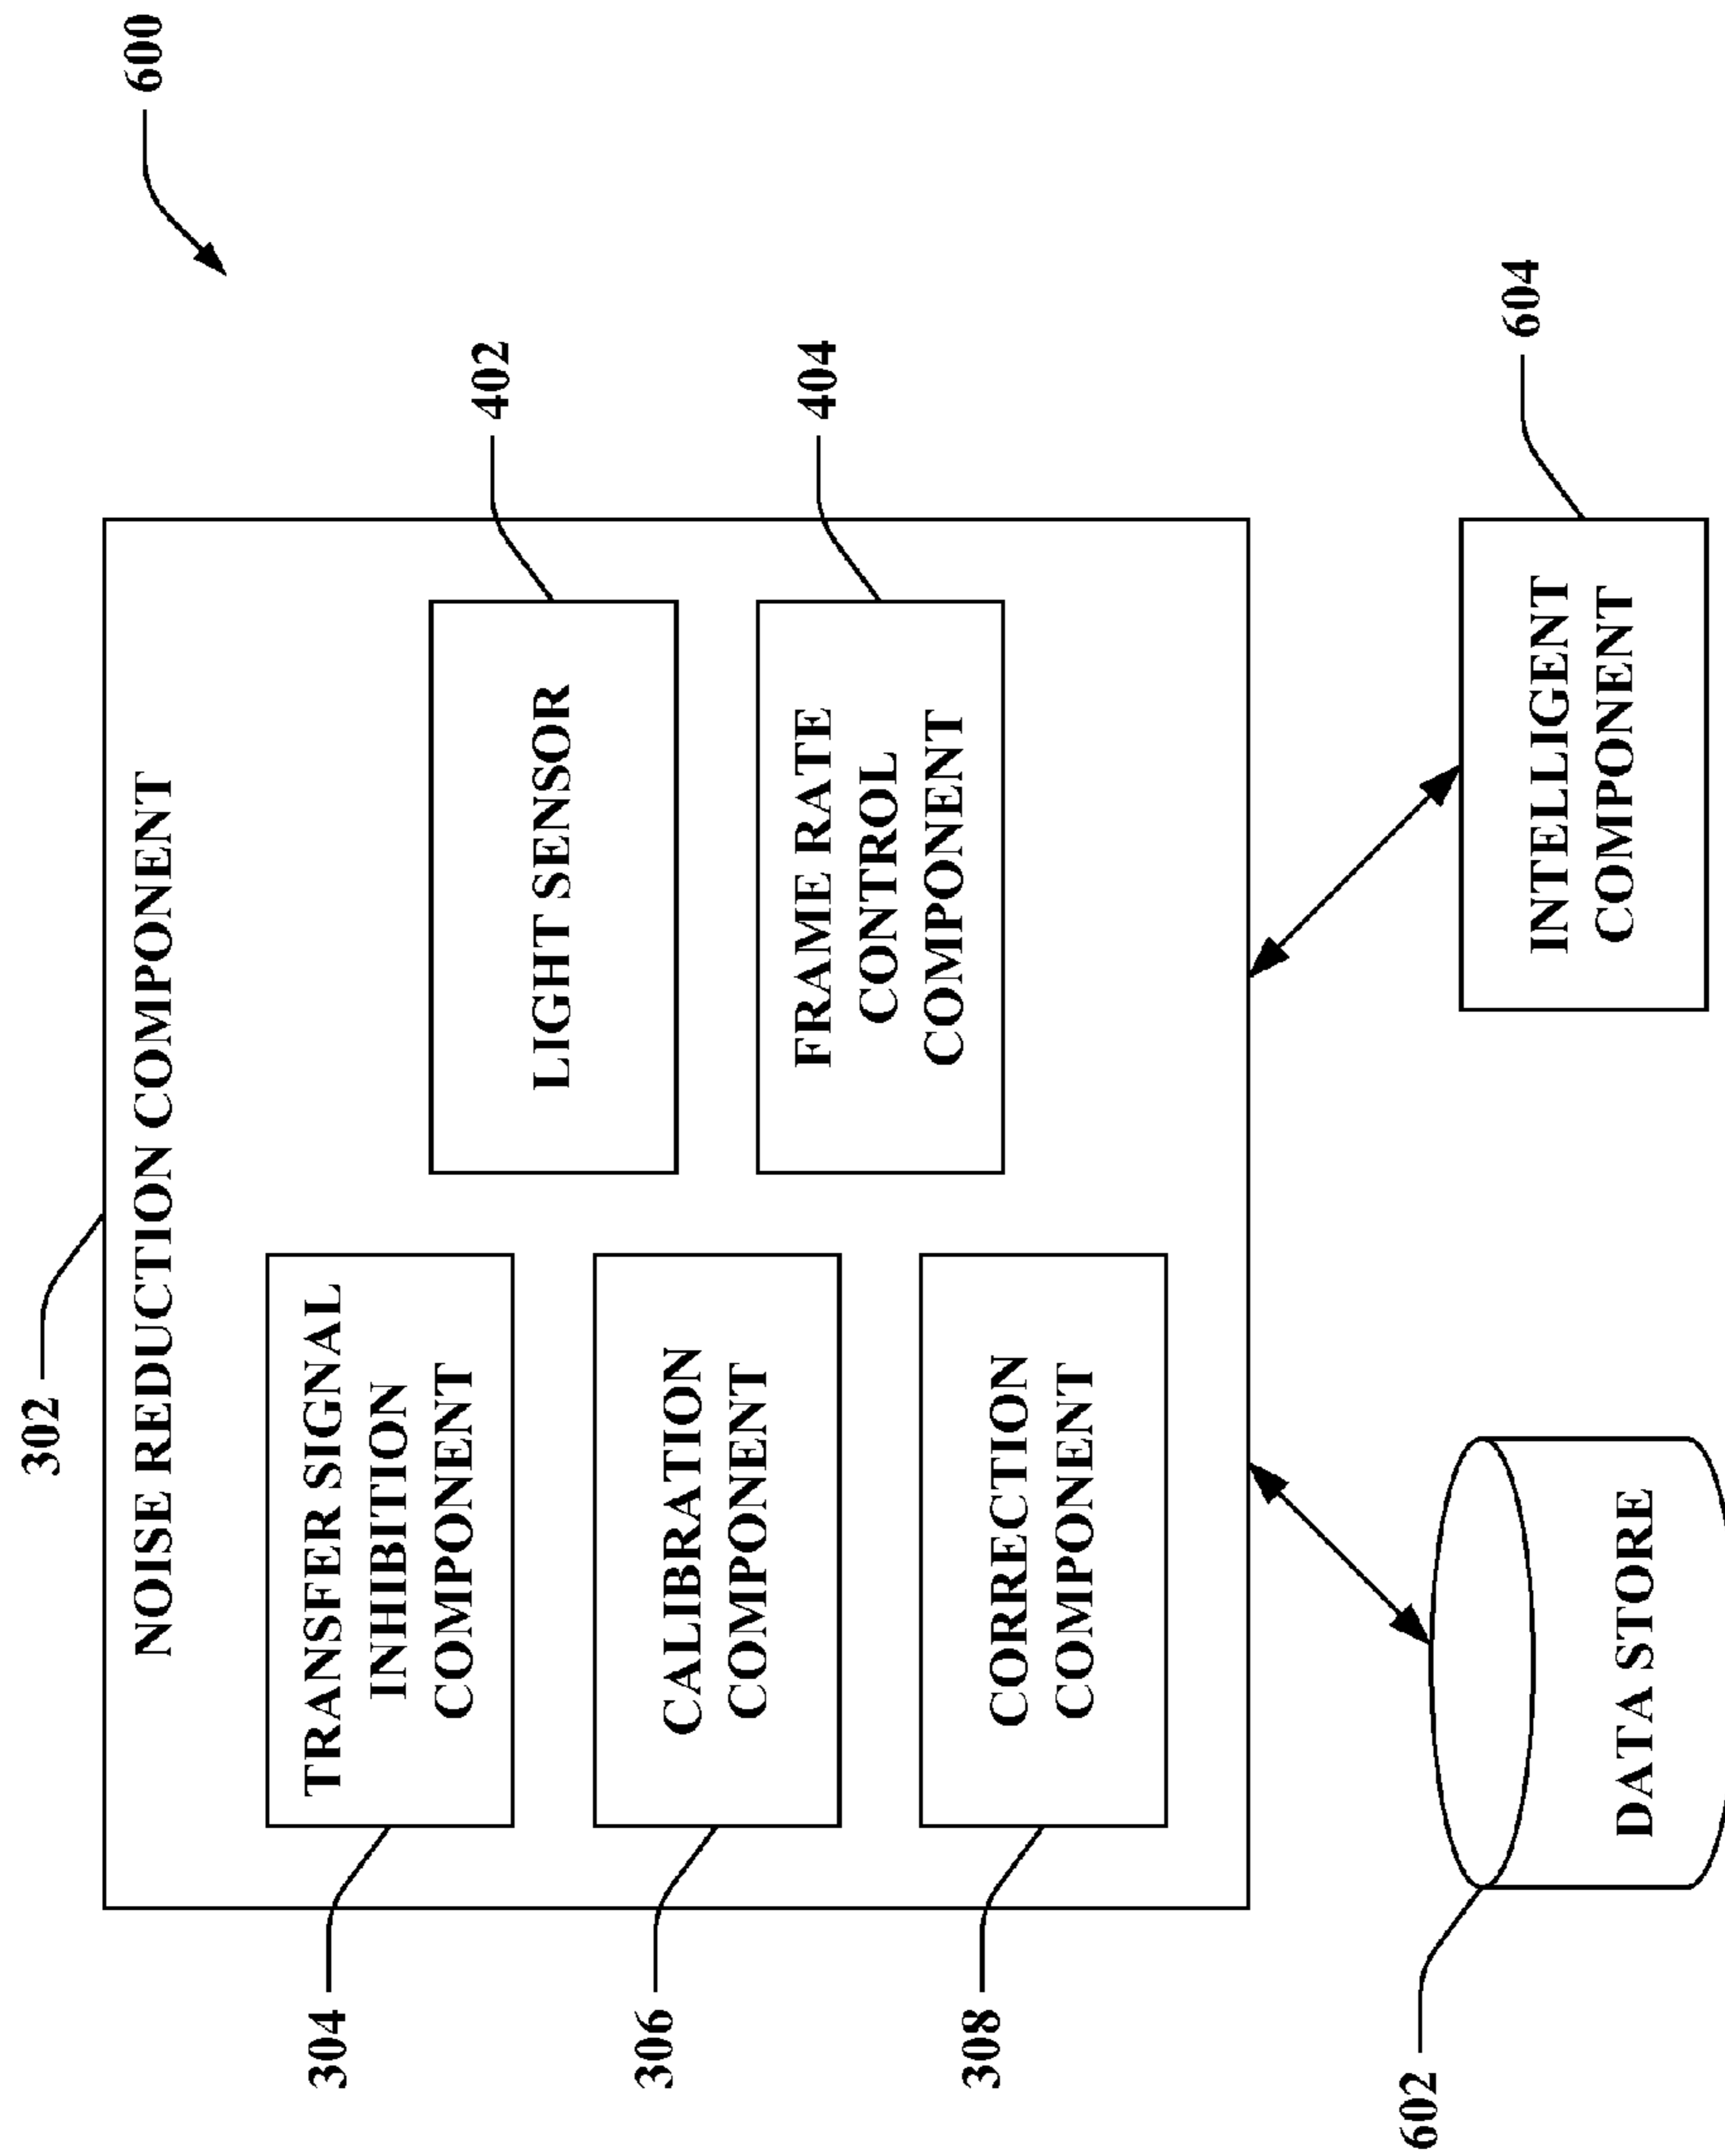 600
302
NOISE REDUCTION COMPONENT
304
TRANSFER SIGNAL
INHIBITION
COMPONENT
402
LIGHT SENSOR
306
CALIBRATION
COMPONENT
404
FRAME RATE
CONTROL
COMPONENT
308
CORRECTION
COMPONENT
602
DATA STORE
604
INTELLIGENT
COMPONENT